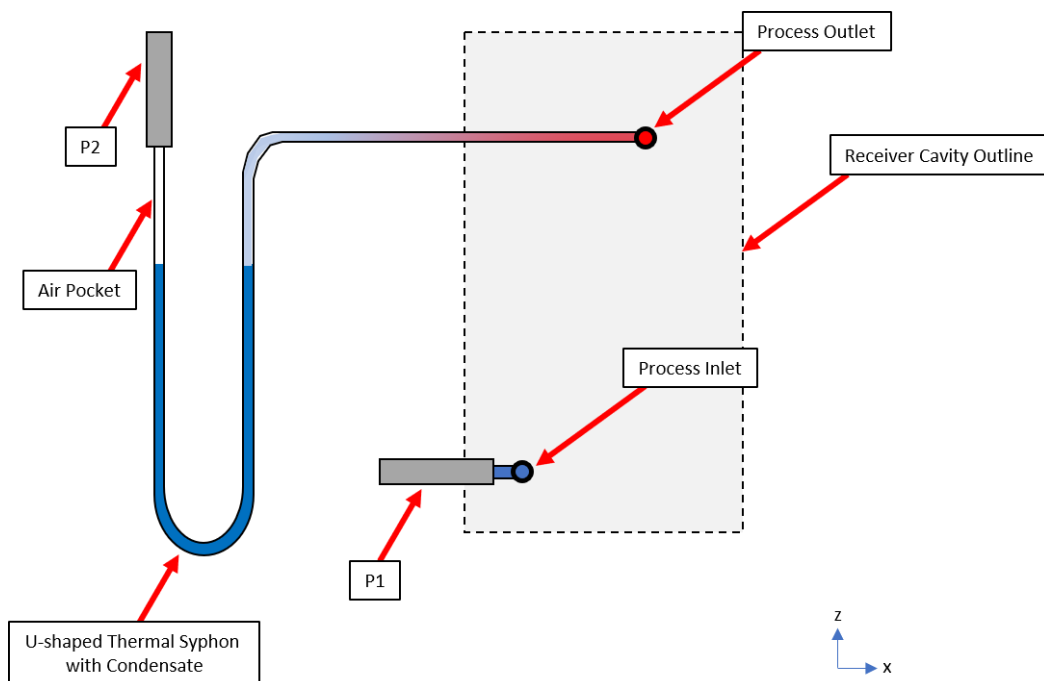 Process Outlet
P2
Receiver Cavity Outline
Air Pocket
Process Inlet
P1
U-shaped Thermal Syphon
with Condensate
z
x